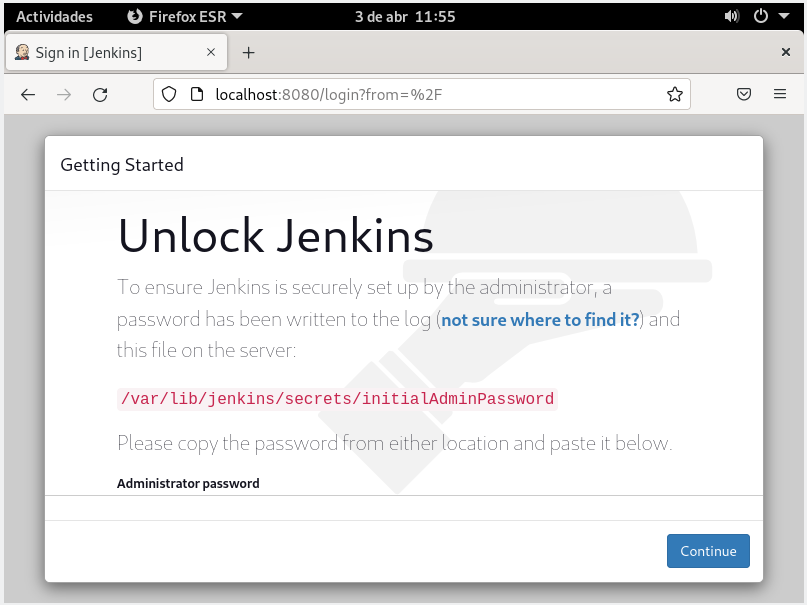 Actividades Firefox ESR 3 de abr 11:55
Sign in [Jenkins]
localhost:8080/login?from=%2F
Getting Started
Unlock Jenkins
To ensure Jenkins is securely set up by the administrator, a
password has been written to the log (not sure where to find it?) and
this file on the server:
/var/lib/jenkins/secrets/initialAdminPassword
Please copy the password from either location and paste it below.
Administrator password
Continue